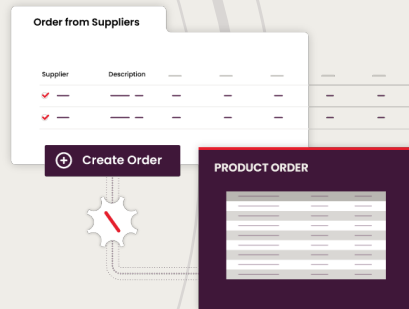 Order from Suppliers
Supplier Description
Create Order
PRODUCT ORDER